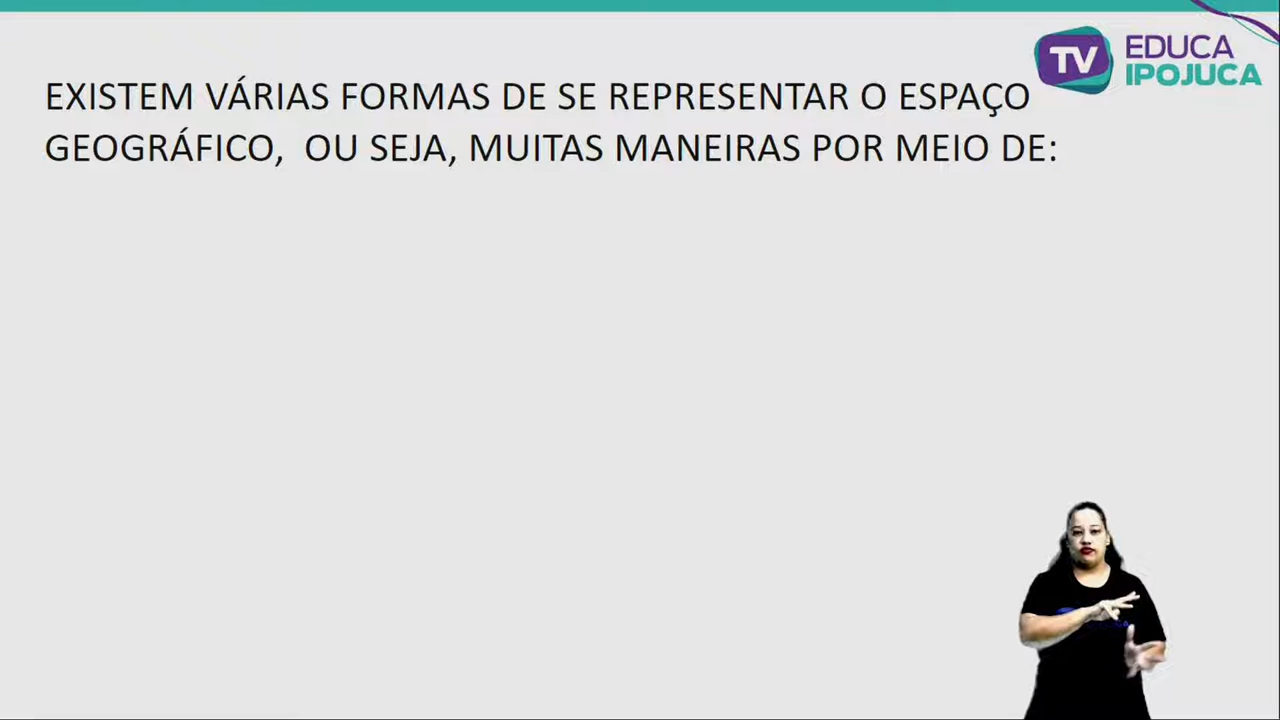 EXISTEM VÁRIAS FORMAS DE SE REPRESENTAR O ESPAÇO
GEOGRÁFICO,  OU SEJA, MUITAS MANEIRAS POR MEIO DE:
TV EDUCA
IPOJUCA